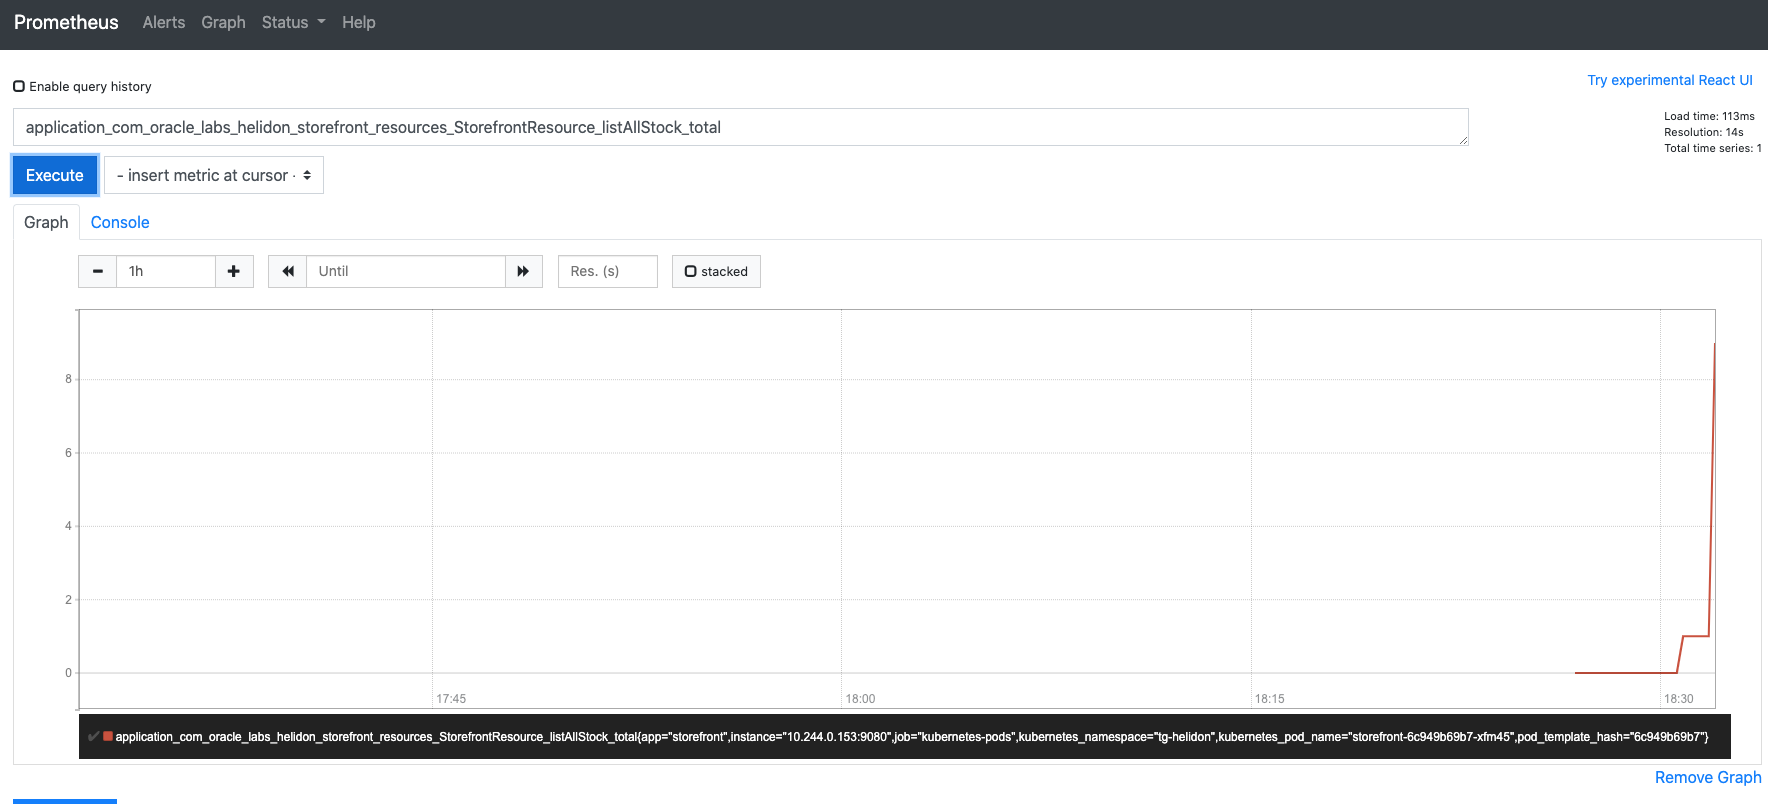 Prometheus Alerts Graph Status Help
Enable query history
Try experimental React UI
application_com_oracle_labs_helidon_storefront_resources_StorefrontResource_listAllStock_total
Load time: 113ms
Resolution: 14s
Total time series: 1
Execute - insert metric at cursor -
Graph Console
1h Until Res. (s) stacked
8
6
4
2
0
17:45 18:00 18:15 18:30
application_com_oracle_labs_helidon_storefront_resources_StorefrontResource_listAllStock_total{app="storefront",instance="10.244.0.153:9080",job="kubernetes-pods",kubernetes_namespace="tg-helidon",kubernetes_pod_name="storefront-6c949b69b7-xfm45",pod_template_hash="6c949b69b7"}
Remove Graph